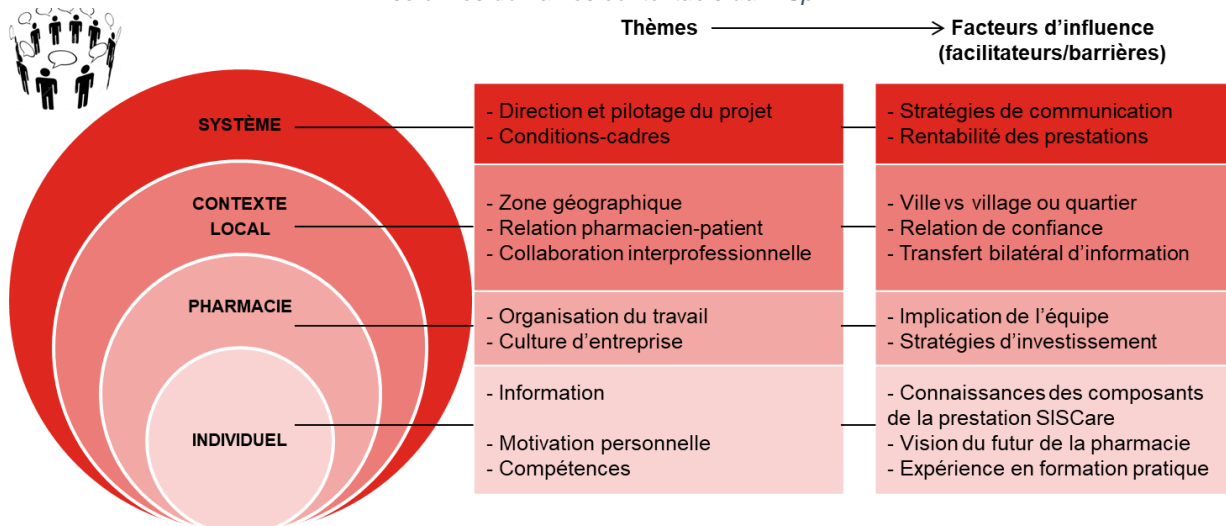 Thèmes
Facteurs d'influence
(facilitateurs/barrières)
SYSTÈME
- Direction et pilotage du projet
- Conditions-cadres
- Stratégies de communication
- Rentabilité des prestations
CONTEXTE
LOCAL
- Zone géographique
- Relation pharmacien-patient
- Collaboration interprofessionnelle
- Ville vs village ou quartier
- Relation de confiance
- Transfert bilatéral d'information
PHARMACIE
- Organisation du travail
- Culture d'entreprise
- Implication de l'équipe
- Stratégies d'investissement
INDIVIDUEL
- Information
- Motivation personnelle
- Compétences
- Connaissances des composants
de la prestation SISCare
- Vision du futur de la pharmacie
- Expérience en formation pratique